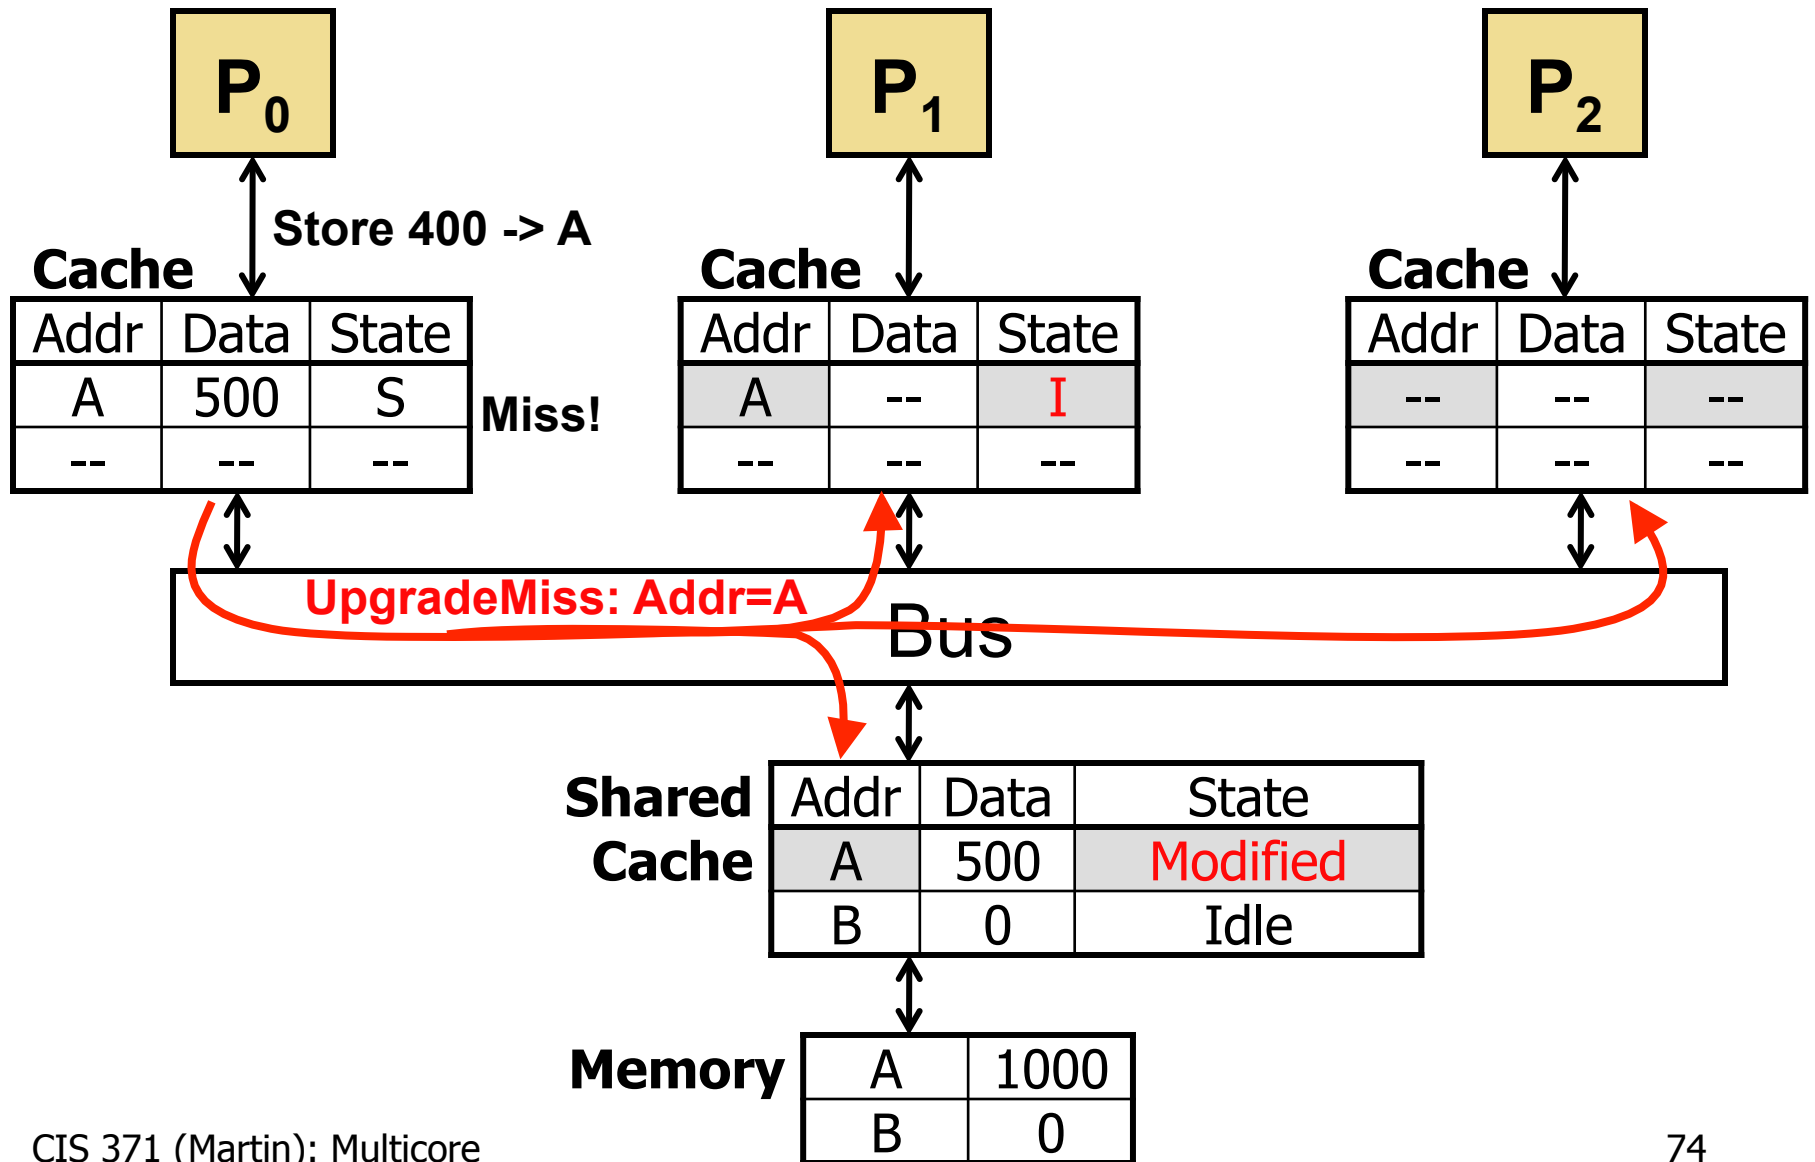 P0 P1 P2
Store 400 -> A
Cache Cache Cache
Addr Data State Addr Data State Addr Data State
A 500 S Miss! A -- I -- -- --
-- -- -- -- -- -- -- -- --
UpgradeMiss: Addr=A
Bus
Shared Addr Data State
Cache A 500 Modified
B 0 Idle
Memory A 1000
B 0
CIS 371 (Martin): Multicore 74